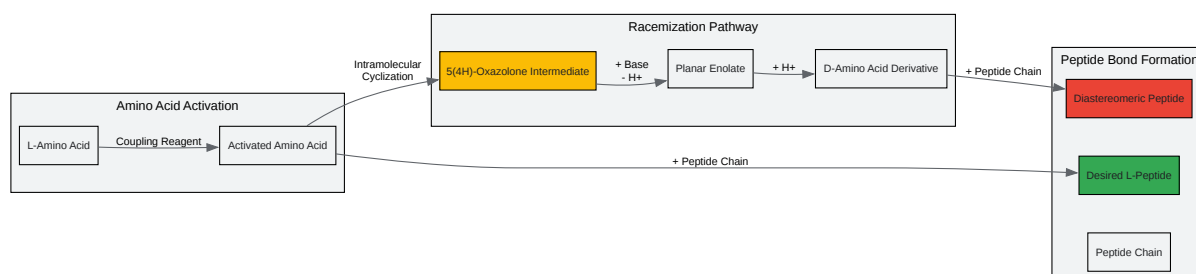 Racemization Pathway
Intramolecular
Cyclization
5(4H)-Oxazolone Intermediate
+ Base
- H+
Planar Enolate
+ H+
D-Amino Acid Derivative
+ Peptide Chain
Peptide Bond Formation
Diastereomeric Peptide
Amino Acid Activation
L-Amino Acid
Coupling Reagent
Activated Amino Acid
+ Peptide Chain
Desired L-Peptide
Peptide Chain